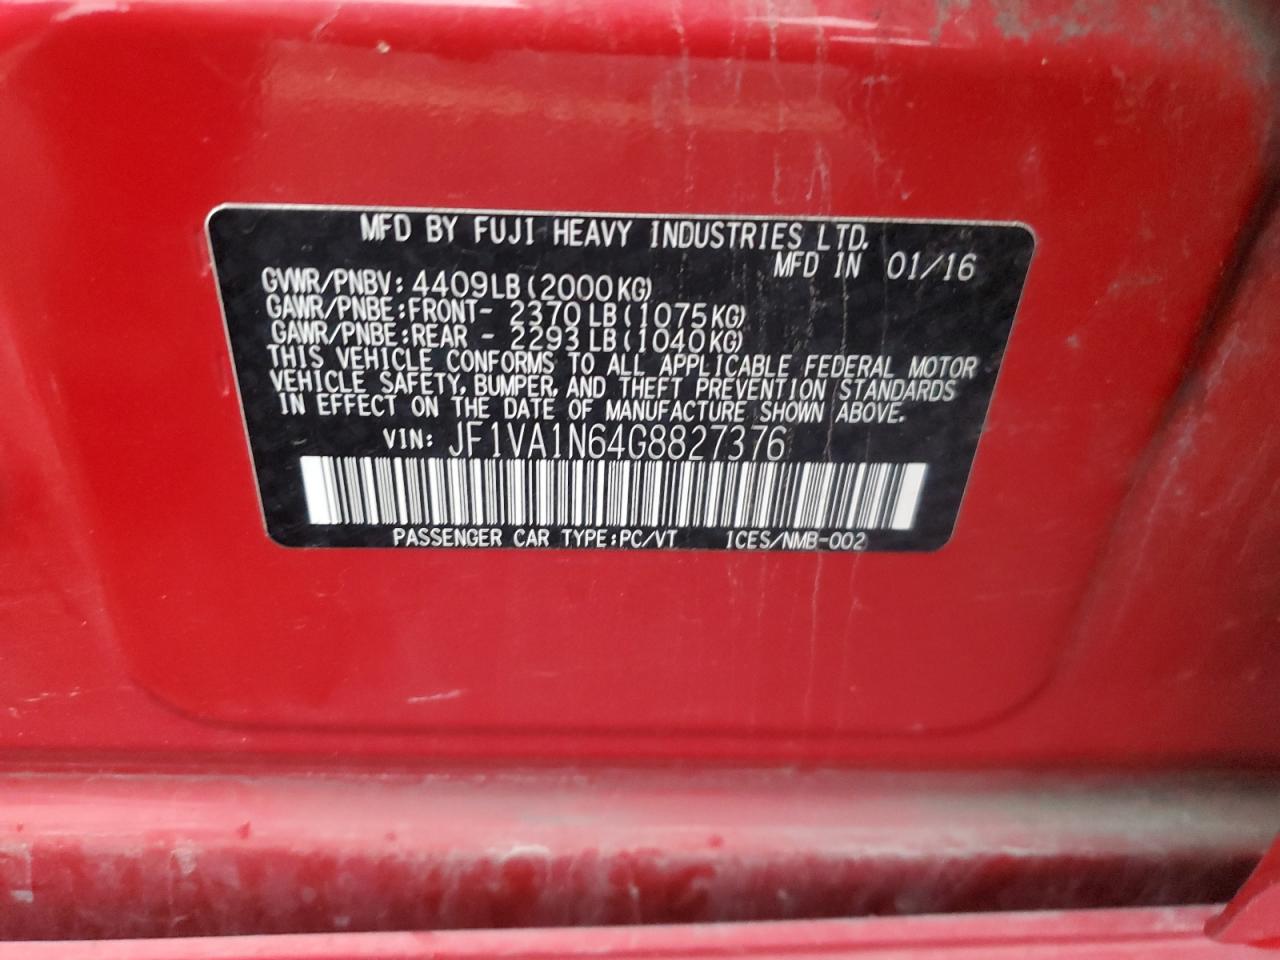 MFD BY FUJI HEAVY INDUSTRIES LTD.
MFD IN 01/16
GVWR/PNBV: 4409LB(2000KG)
GAWR/PNBE:FRONT- 2370LB(1075KG)
GAWR/PNBE:REAR - 2293LB(1040KG)
THIS VEHICLE CONFORMS TO ALL APPLICABLE FEDERAL MOTOR
VEHICLE SAFETY, BUMPER, AND THEFT PREVENTION STANDARDS
IN EFFECT ON THE DATE OF MANUFACTURE SHOWN ABOVE.
VIN: JF1VA1N64G8827376
PASSENGER CAR TYPE:PC/VT 1CES/NMB-002